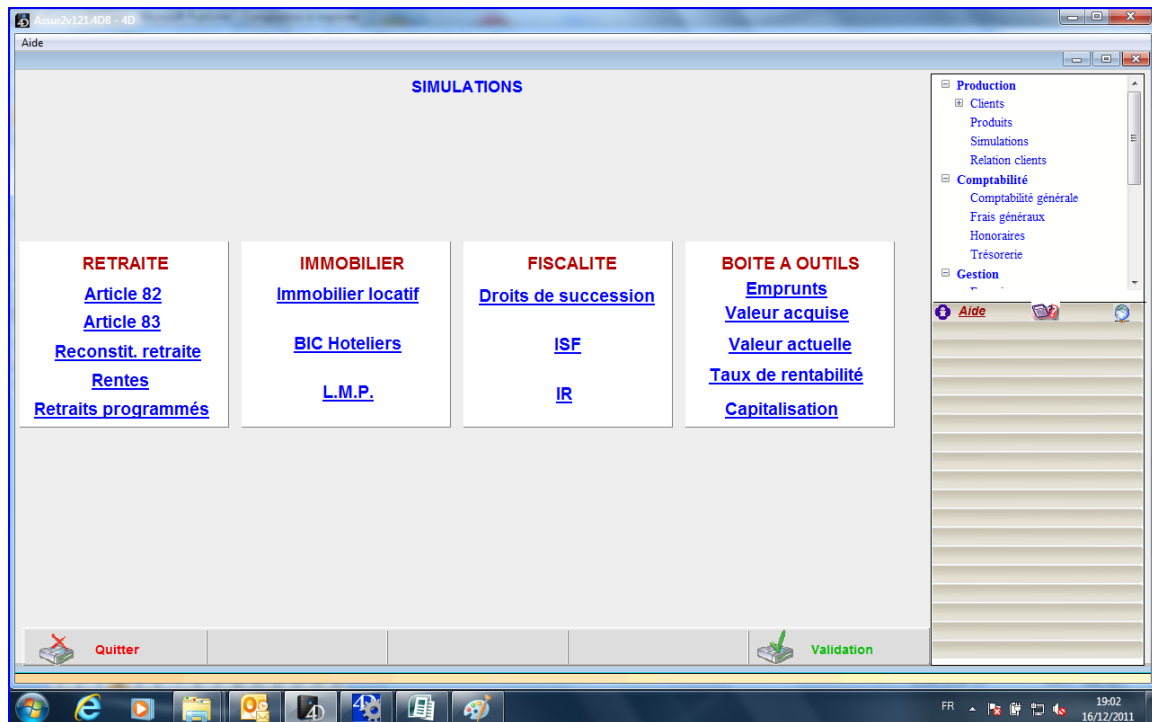 Assur2v121.4DB - 4D
Aide
SIMULATIONS
RETRAITE
Article 82
Article 83
Reconstit. retraite
Rentes
Retraits programmés
IMMOBILIER
Immobilier locatif
BIC Hoteliers
L.M.P.
FISCALITE
Droits de succession
ISF
IR
BOITE A OUTILS
Emprunts
Valeur acquise
Valeur actuelle
Taux de rentabilité
Capitalisation
Production
Clients
Produits
Simulations
Relation clients
Comptabilité
Comptabilité générale
Frais généraux
Honoraires
Trésorerie
Gestion
Aide
Quitter
Validation
FR
19:02
16/12/2011